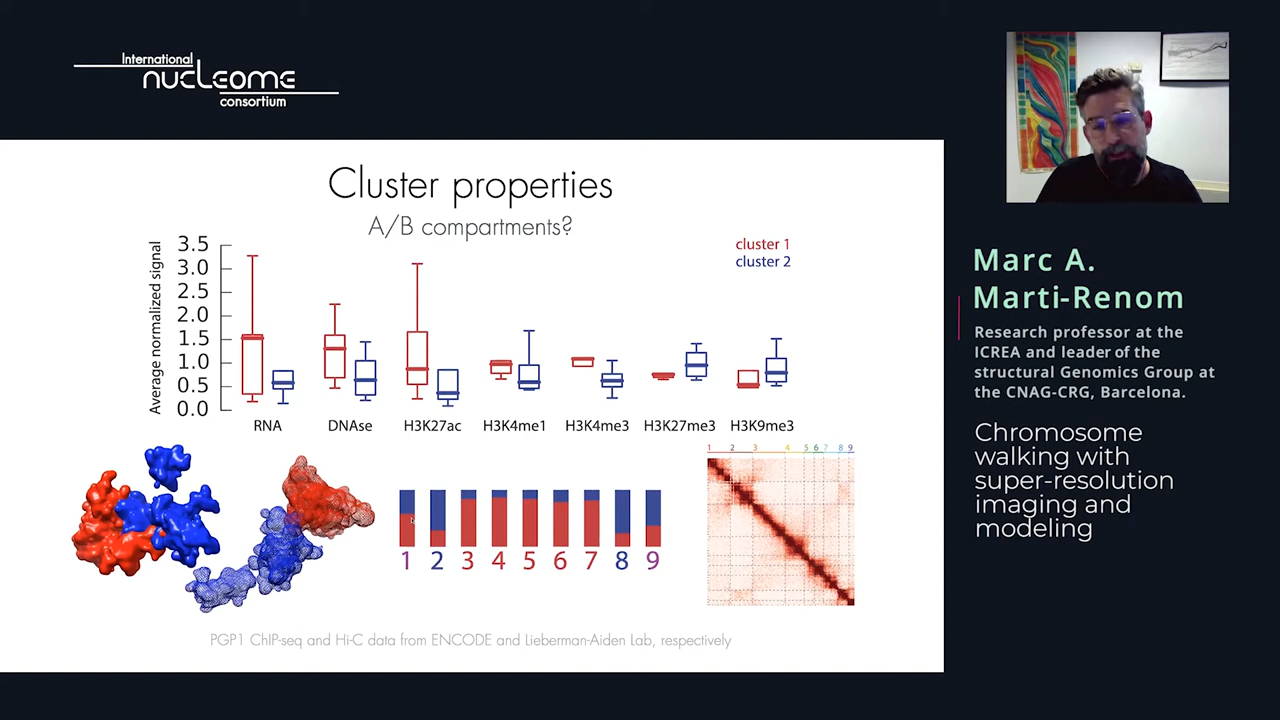 International
nucleome
consortium
Cluster properties
A/B compartments?
cluster 1
cluster 2
Average normalized signal
3.5
3.0
2.5
2.0
1.5
1.0
0.5
0.0
RNA DNAse H3K27ac H3K4me1 H3K4me3 H3K27me3 H3K9me3
1 2 3 4 5 6 7 8 9
1 2 3 4 5 6 7 8 9
PGP1 ChIP-seq and Hi-C data from ENCODE and Lieberman-Aiden Lab, respectively
Marc A.
Marti-Renom
Research professor at the
ICREA and leader of the
structural Genomics Group at
the CNAG-CRG, Barcelona.
Chromosome
walking with
super-resolution
imaging and
modeling